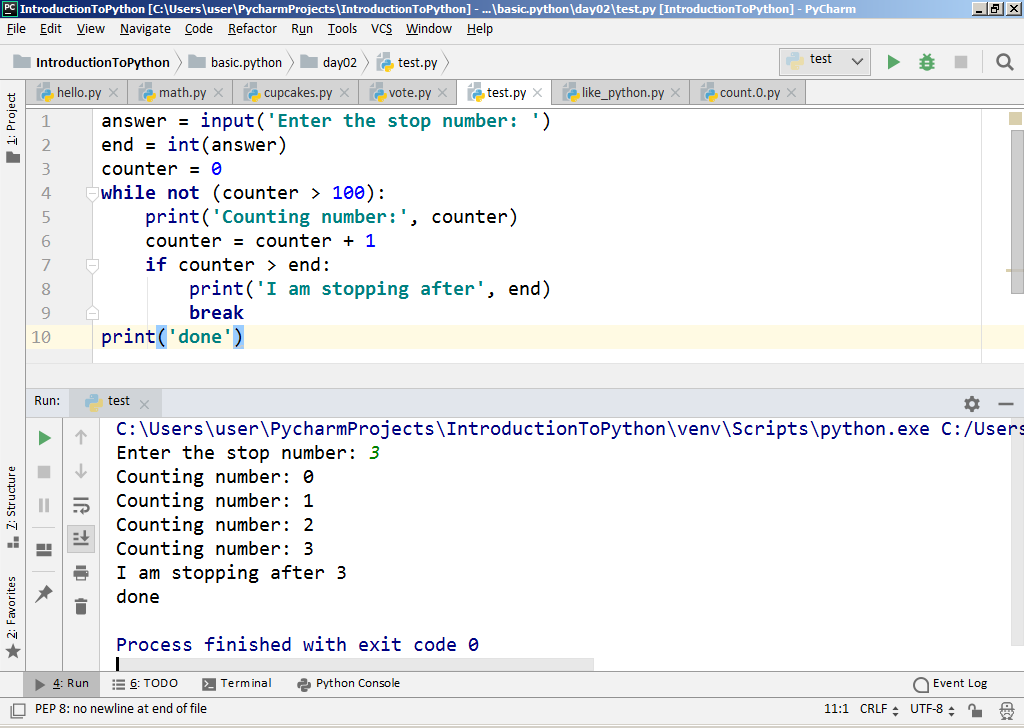 IntroductionToPython [C:\Users\user\PycharmProjects\IntroductionToPython] - ...\basic.python\day02\test.py [IntroductionToPython] - PyCharm
File Edit View Navigate Code Refactor Run Tools VCS Window Help
IntroductionToPython basic.python day02 test.py test
hello.py math.py cupcakes.py vote.py test.py like_python.py count.0.py
1: Project
1 answer = input('Enter the stop number: ')
2 end = int(answer)
3 counter = 0
4 while not (counter > 100):
5 print('Counting number:', counter)
6 counter = counter + 1
7 if counter > end:
8 print('I am stopping after', end)
9 break
10 print('done')
Run: test
C:\Users\user\PycharmProjects\IntroductionToPython\venv\Scripts\python.exe C:/Users
Enter the stop number: 3
Counting number: 0
Counting number: 1
Counting number: 2
Counting number: 3
I am stopping after 3
done
Process finished with exit code 0
7: Structure
2: Favorites
4: Run 6: TODO Terminal Python Console Event Log
PEP 8: no newline at end of file 11:1 CRLF UTF-8